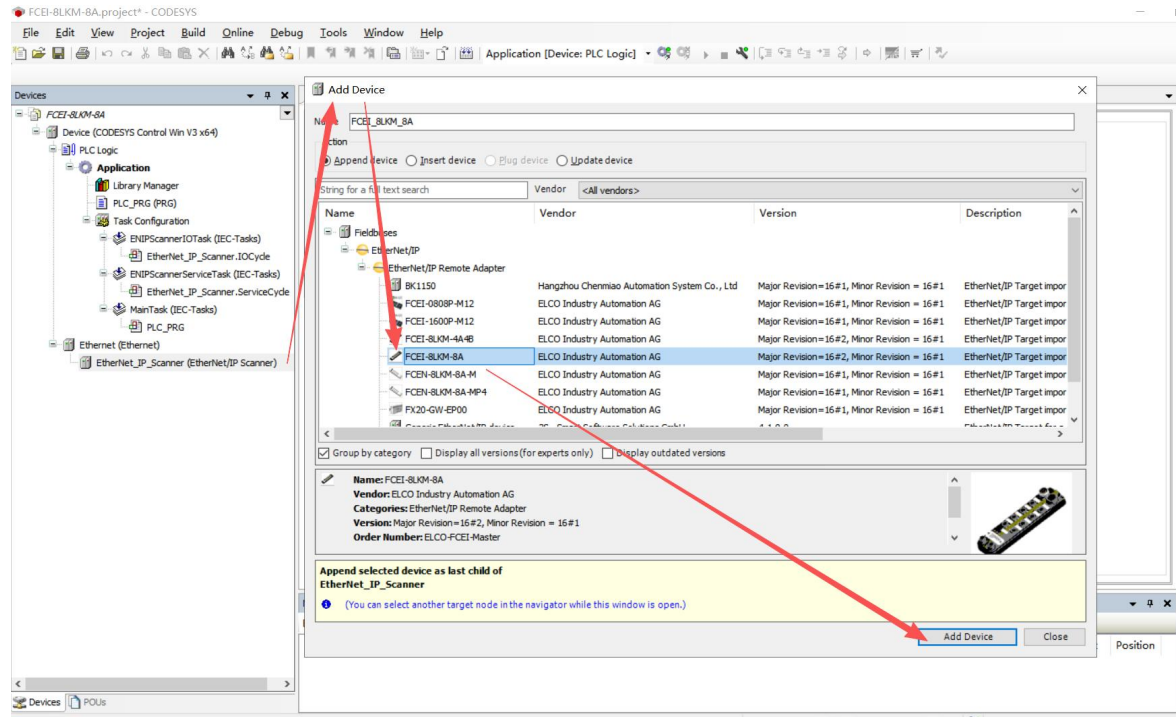 FCEI-8LKM-8A.project* - CODESYS
File Edit View Project Build Online Debug Tools Window Help
Application [Device: PLC Logic]
Devices
FCEI-8LKM-8A
Device (CODESYS Control Win V3 x64)
PLC Logic
Application
Library Manager
PLC_PRG (PRG)
Task Configuration
ENIPScannerIOTask (IEC-Tasks)
EtherNet_IP_Scanner.IOCycle
ENIPScannerServiceTask (IEC-Tasks)
EtherNet_IP_Scanner.ServiceCycle
MainTask (IEC-Tasks)
PLC_PRG
Ethernet (Ethernet)
EtherNet_IP_Scanner (EtherNet/IP Scanner)
Devices POUs
Add Device
Name FCEI_8LKM_8A
Action
Append device Insert device Plug device Update device
String for a full text search Vendor <All vendors>
Name Vendor Version Description
Fieldbuses
EtherNet/IP
EtherNet/IP Remote Adapter
BK1150 Hangzhou Chenmiao Automation System Co., Ltd Major Revision=16#1, Minor Revision = 16#1 EtherNet/IP Target impor
FCEI-0808P-M12 ELCO Industry Automation AG Major Revision=16#1, Minor Revision = 16#1 EtherNet/IP Target impor
FCEI-1600P-M12 ELCO Industry Automation AG Major Revision=16#1, Minor Revision = 16#1 EtherNet/IP Target impor
FCEI-8LKM-4A4B ELCO Industry Automation AG Major Revision=16#2, Minor Revision = 16#1 EtherNet/IP Target impor
FCEI-8LKM-8A ELCO Industry Automation AG Major Revision=16#2, Minor Revision = 16#1 EtherNet/IP Target impor
FCEN-8LKM-8A-M ELCO Industry Automation AG Major Revision=16#1, Minor Revision = 16#1 EtherNet/IP Target impor
FCEN-8LKM-8A-MP4 ELCO Industry Automation AG Major Revision=16#1, Minor Revision = 16#1 EtherNet/IP Target impor
FX20-GW-EP00 ELCO Industry Automation AG Major Revision=16#1, Minor Revision = 16#1 EtherNet/IP Target impor
Group by category Display all versions (for experts only) Display outdated versions
Name: FCEI-8LKM-8A
Vendor: ELCO Industry Automation AG
Categories: EtherNet/IP Remote Adapter
Version: Major Revision=16#2, Minor Revision = 16#1
Order Number: ELCO-FCEI-Master
Append selected device as last child of
EtherNet_IP_Scanner
(You can select another target node in the navigator while this window is open.)
Add Device Close
Position